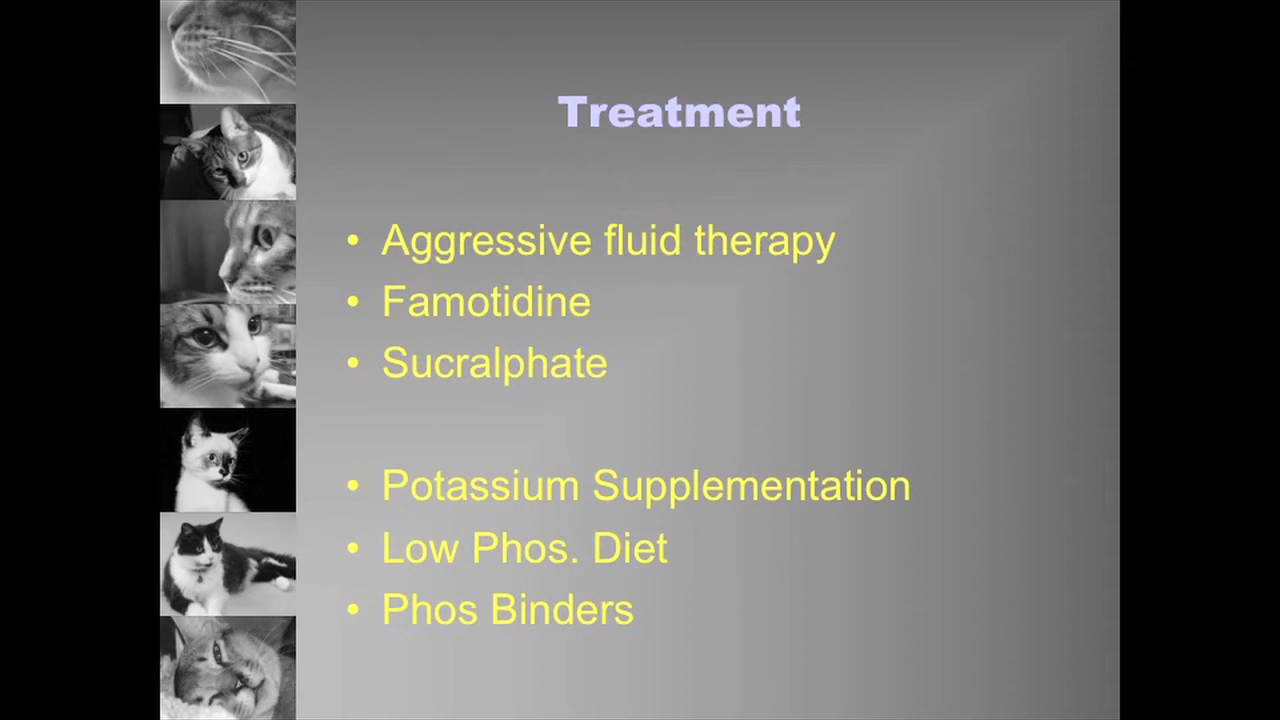 Treatment
• Aggressive fluid therapy
• Famotidine
• Sucralphate
• Potassium Supplementation
• Low Phos. Diet
• Phos Binders